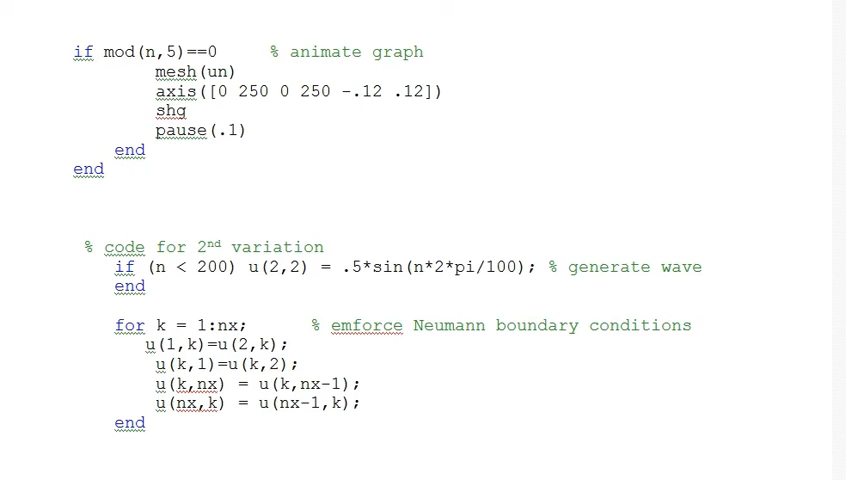 if mod(n,5)==0 % animate graph
mesh(un)
axis([0 250 0 250 -.12 .12])
shg
pause(.1)
end
end
% code for 2nd variation
if (n < 200) u(2,2) = .5*sin(n*2*pi/100); % generate wave
end
for k = 1:nx; % emforce Neumann boundary conditions
u(1,k)=u(2,k);
u(k,1)=u(k,2);
u(k,nx) = u(k,nx-1);
u(nx,k) = u(nx-1,k);
end